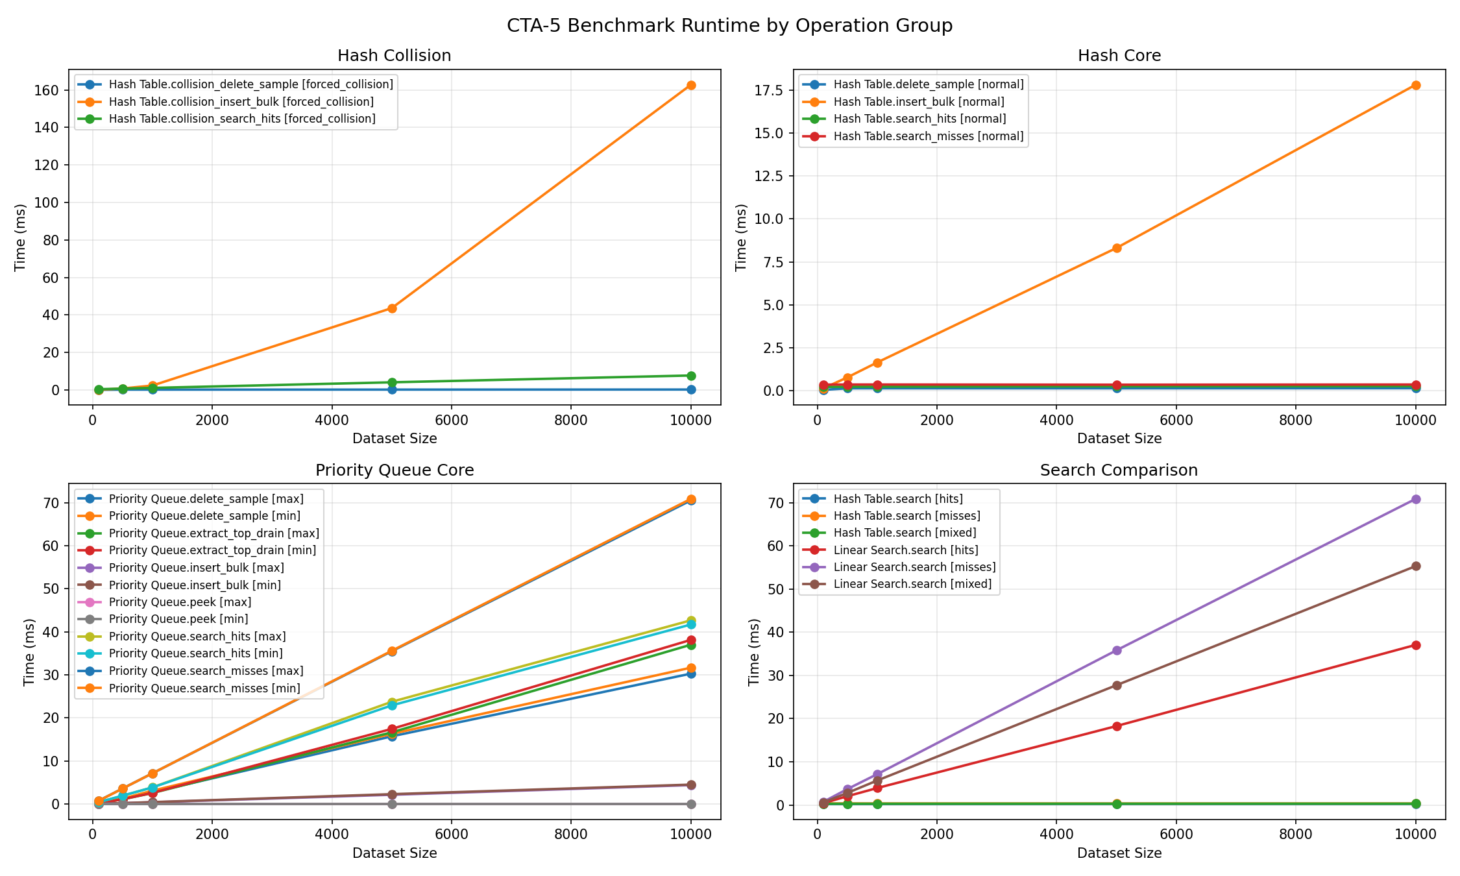 CTA-5 Benchmark Runtime by Operation Group
Hash Collision
Hash Table.collision_delete_sample [forced_collision]
Hash Table.collision_insert_bulk [forced_collision]
Hash Table.collision_search_hits [forced_collision]
160
140
120
100
80
60
40
20
0
Time (ms)
0 2000 4000 6000 8000 10000
Dataset Size
Hash Core
Hash Table.delete_sample [normal]
Hash Table.insert_bulk [normal]
Hash Table.search_hits [normal]
Hash Table.search_misses [normal]
17.5
15.0
12.5
10.0
7.5
5.0
2.5
0.0
Time (ms)
0 2000 4000 6000 8000 10000
Dataset Size
Priority Queue Core
Priority Queue.delete_sample [max]
Priority Queue.delete_sample [min]
Priority Queue.extract_top_drain [max]
Priority Queue.extract_top_drain [min]
Priority Queue.insert_bulk [max]
Priority Queue.insert_bulk [min]
Priority Queue.peek [max]
Priority Queue.peek [min]
Priority Queue.search_hits [max]
Priority Queue.search_hits [min]
Priority Queue.search_misses [max]
Priority Queue.search_misses [min]
70
60
50
40
30
20
10
0
Time (ms)
0 2000 4000 6000 8000 10000
Dataset Size
Search Comparison
Hash Table.search [hits]
Hash Table.search [misses]
Hash Table.search [mixed]
Linear Search.search [hits]
Linear Search.search [misses]
Linear Search.search [mixed]
70
60
50
40
30
20
10
0
Time (ms)
0 2000 4000 6000 8000 10000
Dataset Size